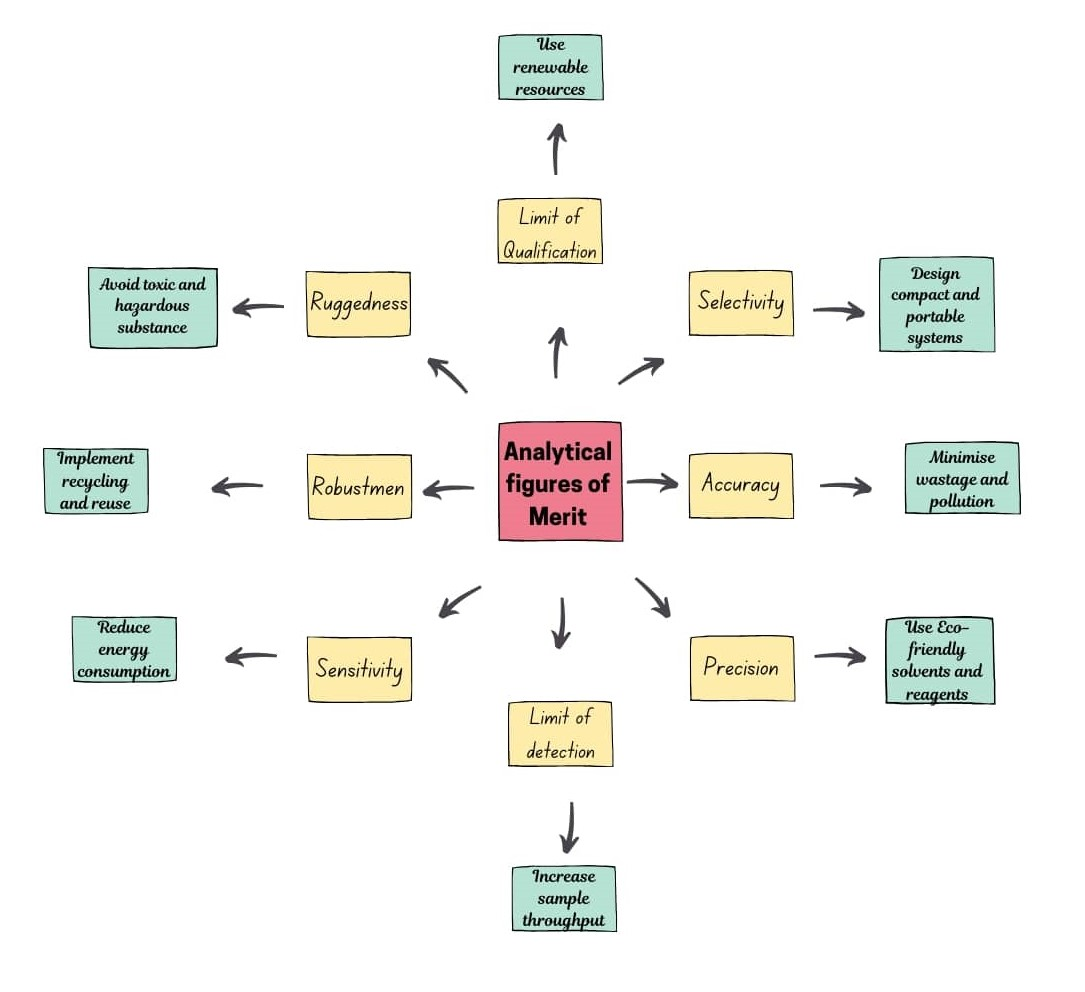 Use
renewable
resources
Limit of
Qualification
Avoid toxic and
hazardous
substance
Ruggedness
Selectivity
Design
compact and
portable
systems
Implement
recycling
and reuse
Robustmen
Analytical
figures of
Merit
Accuracy
Minimise
wastage and
pollution
Reduce
energy
consumption
Sensitivity
Precision
Use Eco-
friendly
solvents and
reagents
Limit of
detection
Increase
sample
throughput